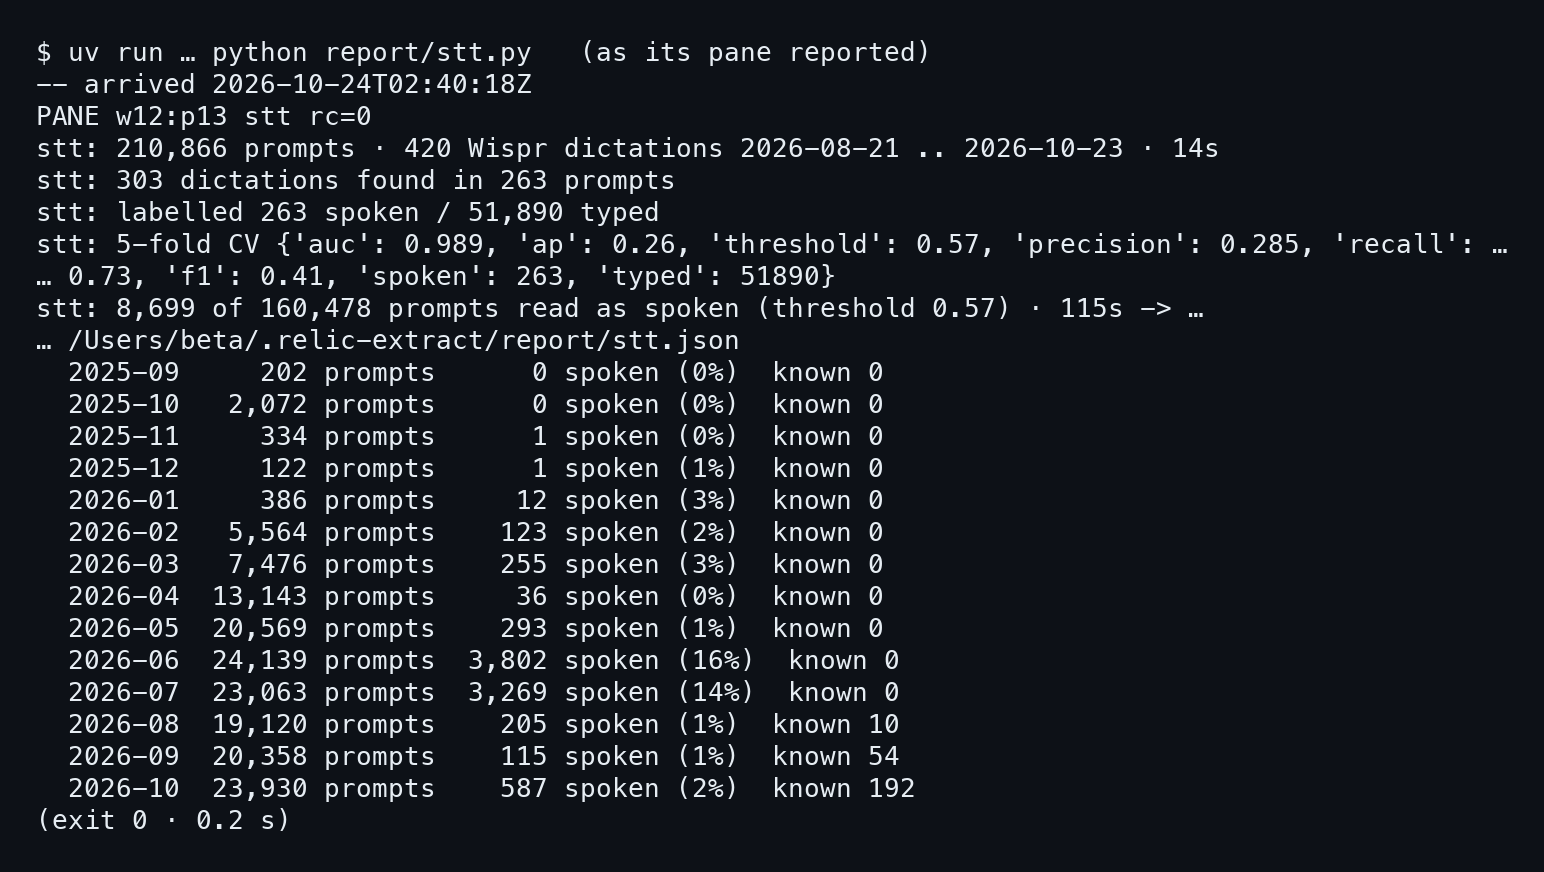 $ uv run … python report/stt.py   (as its pane reported)
-- arrived 2026-10-24T02:40:18Z
PANE w12:p13 stt rc=0
stt: 210,866 prompts · 420 Wispr dictations 2026-08-21 .. 2026-10-23 · 14s
stt: 303 dictations found in 263 prompts
stt: labelled 263 spoken / 51,890 typed
stt: 5-fold CV {'auc': 0.989, 'ap': 0.26, 'threshold': 0.57, 'precision': 0.285, 'recall': …
… 0.73, 'f1': 0.41, 'spoken': 263, 'typed': 51890}
stt: 8,699 of 160,478 prompts read as spoken (threshold 0.57) · 115s -> …
… /Users/beta/.relic-extract/report/stt.json
  2025-09     202 prompts      0 spoken (0%)  known 0
  2025-10   2,072 prompts      0 spoken (0%)  known 0
  2025-11     334 prompts      1 spoken (0%)  known 0
  2025-12     122 prompts      1 spoken (1%)  known 0
  2026-01     386 prompts     12 spoken (3%)  known 0
  2026-02   5,564 prompts    123 spoken (2%)  known 0
  2026-03   7,476 prompts    255 spoken (3%)  known 0
  2026-04  13,143 prompts     36 spoken (0%)  known 0
  2026-05  20,569 prompts    293 spoken (1%)  known 0
  2026-06  24,139 prompts  3,802 spoken (16%)  known 0
  2026-07  23,063 prompts  3,269 spoken (14%)  known 0
  2026-08  19,120 prompts    205 spoken (1%)  known 10
  2026-09  20,358 prompts    115 spoken (1%)  known 54
  2026-10  23,930 prompts    587 spoken (2%)  known 192
(exit 0 · 0.2 s)